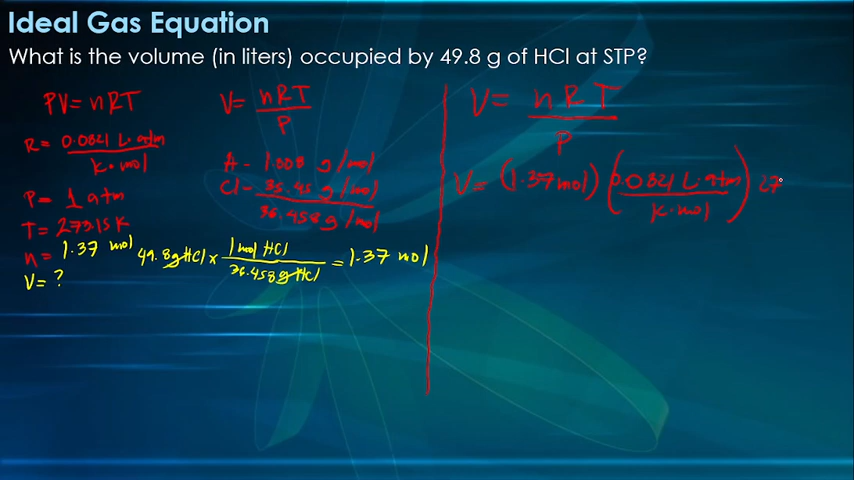 Ideal Gas Equation
What is the volume (in liters) occupied by 49.8 g of HCl at STP?
PV = nRT
V = nRT / P
R = 0.0821 L·atm / K·mol
P = 1 atm
T = 273.15 K
n = 1.37 mol
V = ?
A - 1.008 g/mol
Cl - 35.45 g/mol
36.458 g/mol
49.8g HCl x 1 mol HCl / 36.458 g HCl = 1.37 mol
V = nRT / P
V = (1.37 mol) (0.0821 L·atm / K·mol) 27